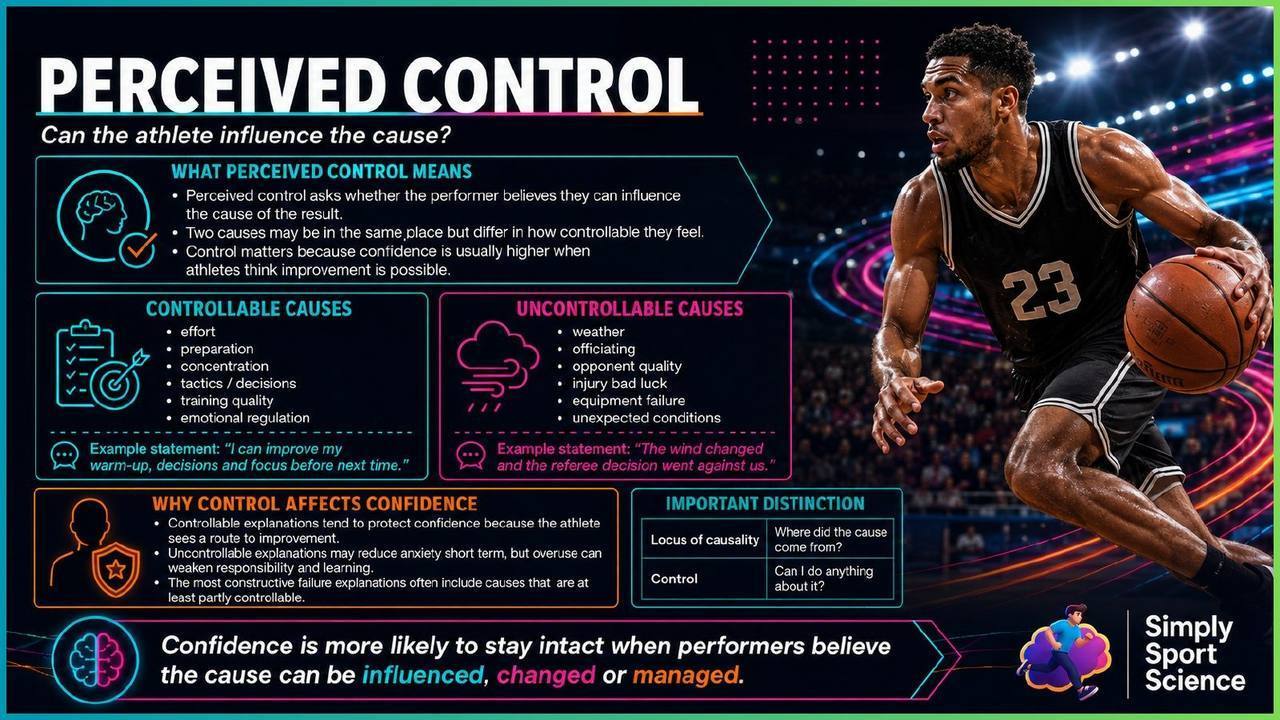 PERCEIVED CONTROL
Can the athlete influence the cause?
WHAT PERCEIVED CONTROL MEANS
• Perceived control asks whether the performer believes they can influence
the cause of the result.
• Two causes may be in the same place but differ in how controllable they feel.
• Control matters because confidence is usually higher when
athletes think improvement is possible.
CONTROLLABLE CAUSES
• effort
• preparation
• concentration
• tactics / decisions
• training quality
• emotional regulation
Example statement: “I can improve my
warm-up, decisions and focus before next time.”
UNCONTROLLABLE CAUSES
• weather
• officiating
• opponent quality
• injury bad luck
• equipment failure
• unexpected conditions
Example statement: “The wind changed
and the referee decision went against us.”
WHY CONTROL AFFECTS CONFIDENCE
• Controllable explanations tend to protect confidence because the athlete
sees a route to improvement.
• Uncontrollable explanations may reduce anxiety short term, but overuse can
weaken responsibility and learning.
• The most constructive failure explanations often include causes that are at
least partly controllable.
IMPORTANT DISTINCTION
Locus of causality
Where did the cause
come from?
Control
Can I do anything
about it?
Confidence is more likely to stay intact when performers believe
the cause can be influenced, changed or managed.
23
Simply
Sport
Science